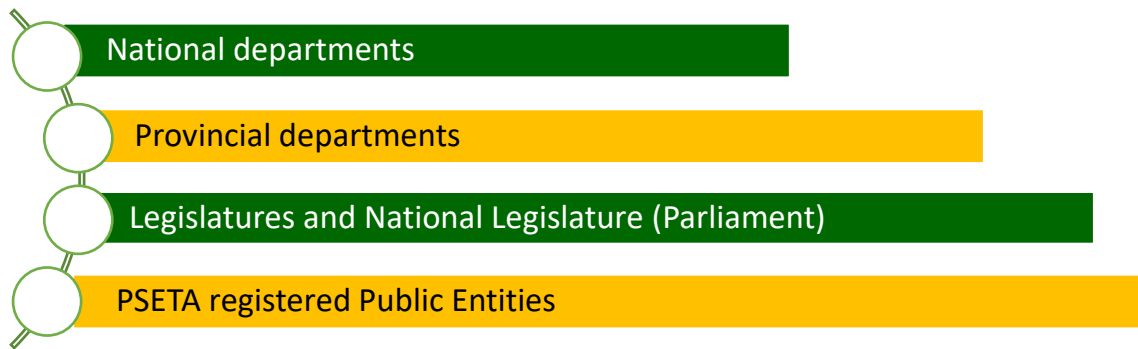 National departments
Provincial departments
Legislatures and National Legislature (Parliament)
PSETA registered Public Entities